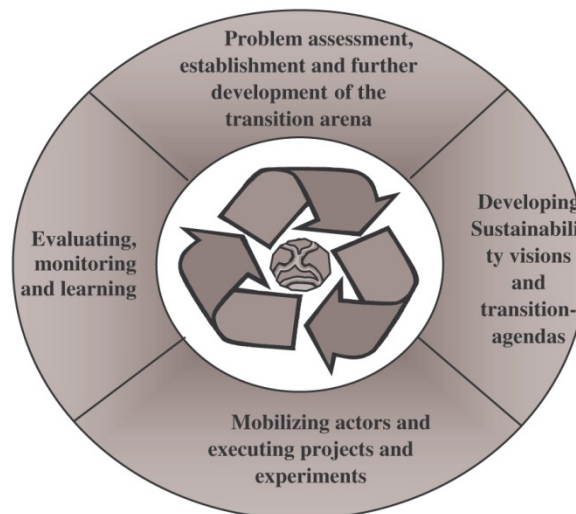 Problem assessment,
establishment and further
development of the
transition arena
Developing
Sustainabili
ty visions
and
transition-
agendas
Mobilizing actors and
executing projects and
experiments
Evaluating,
monitoring
and learning